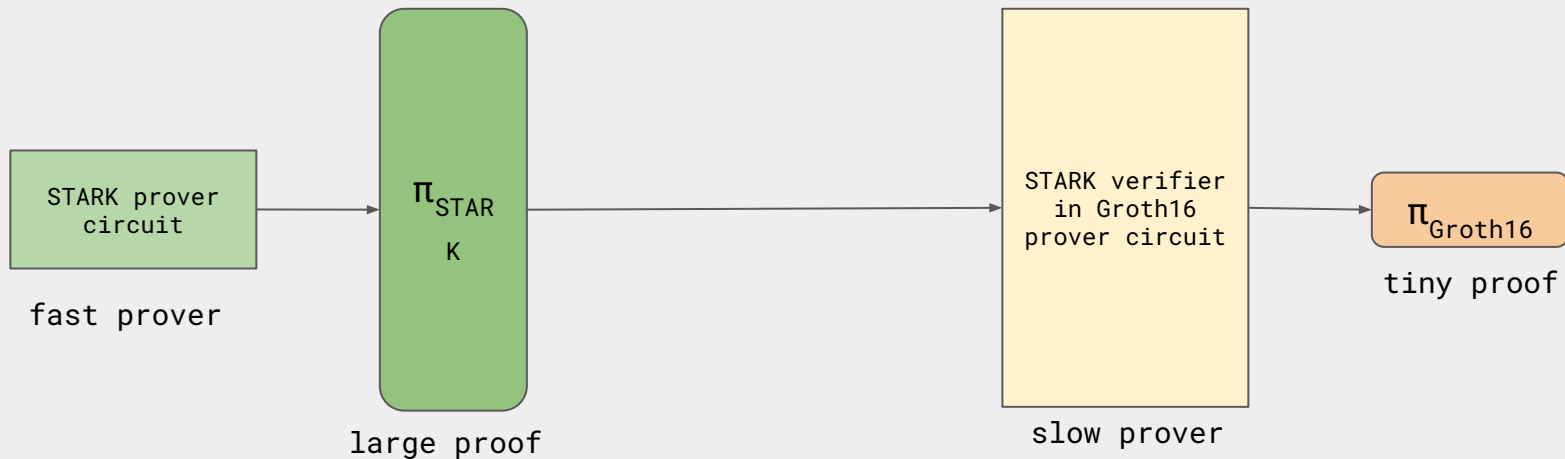 STARK prover
circuit
fast prover
π_STAR
K
large proof
STARK verifier
in Groth16
prover circuit
slow prover
π_Groth16
tiny proof